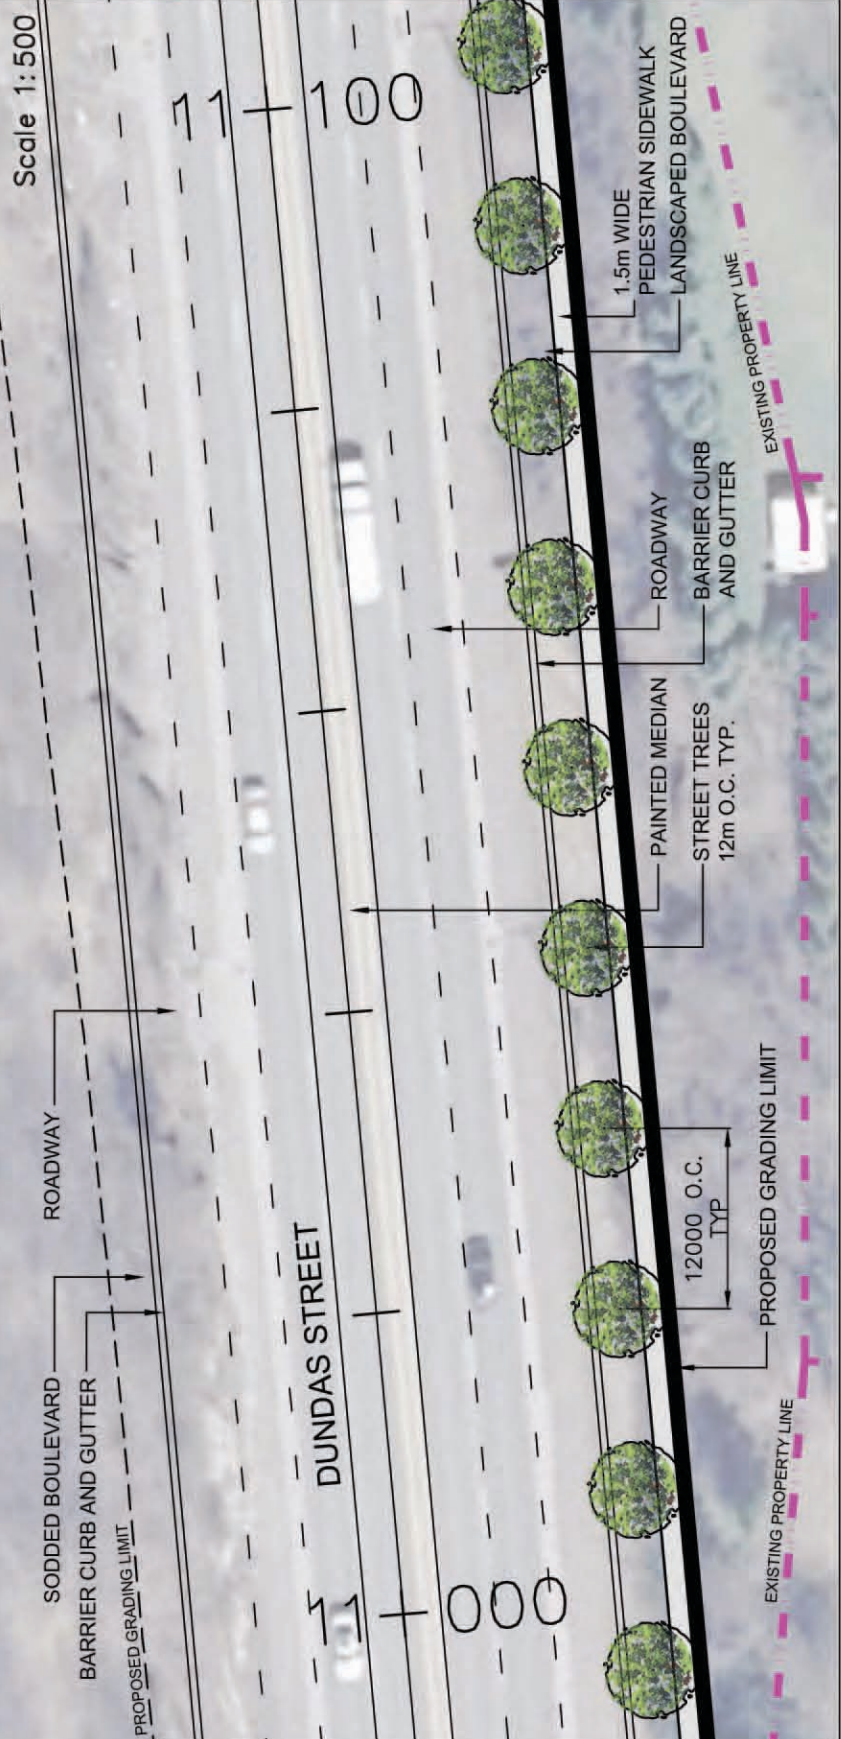 Scale 1:500
ROADWAY
SODDED BOULEVARD
BARRIER CURB AND GUTTER
PROPOSED GRADING LIMIT
DUNDAS STREET
11 000
11 100
1.5m WIDE
PEDESTRIAN SIDEWALK
LANDSCAPED BOULEVARD
ROADWAY
BARRIER CURB
AND GUTTER
PAINTED MEDIAN
STREET TREES
12m O.C. TYP.
12000 O.C.
TYP
PROPOSED GRADING LIMIT
EXISTING PROPERTY LINE
EXISTING PROPERTY LINE